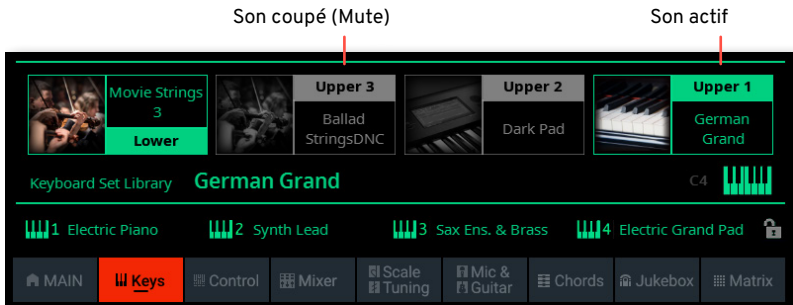 Son coupé (Mute)
Son actif
Movie Strings
3
Lower
Upper 3
Ballad
StringsDNC
Upper 2
Dark Pad
Upper 1
German
Grand
Keyboard Set Library
German Grand
C4
1 Electric Piano
2 Synth Lead
3 Sax Ens. & Brass
4 Electric Grand Pad
MAIN
Keys
Control
Mixer
Scale
Tuning
Mic &
Guitar
Chords
Jukebox
Matrix